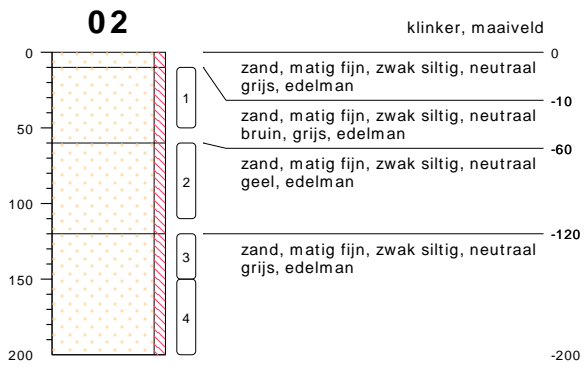 02
klinker, maaiveld
0
0
zand, matig fijn, zwak siltig, neutraal
grijs, edelman
1
-10
zand, matig fijn, zwak siltig, neutraal
bruin, grijs, edelman
50
-60
zand, matig fijn, zwak siltig, neutraal
geel, edelman
2
100
-120
zand, matig fijn, zwak siltig, neutraal
grijs, edelman
3
150
4
200
-200